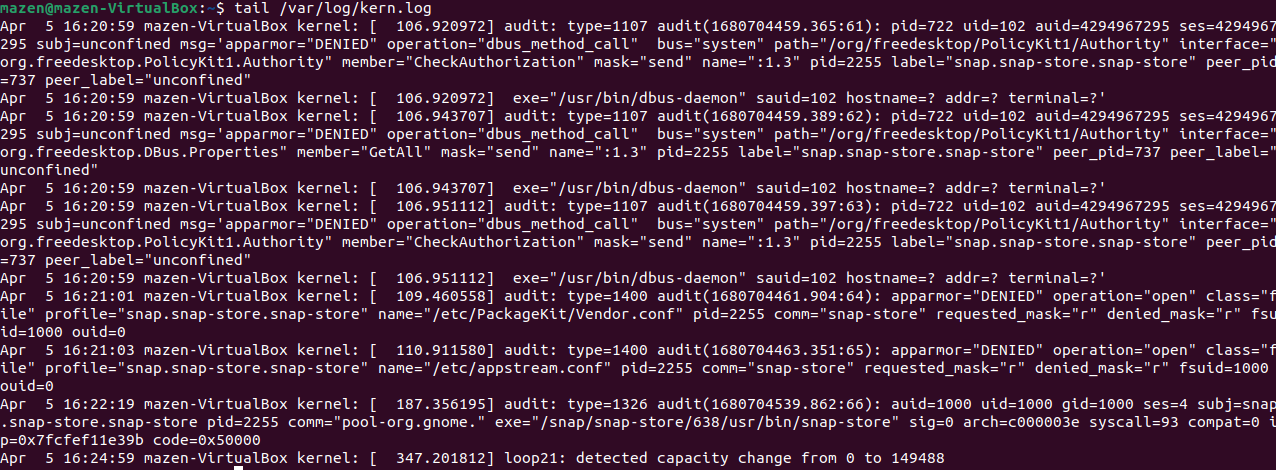 mazen@mazen-VirtualBox:~$ tail /var/log/kern.log
Apr  5 16:20:59 mazen-VirtualBox kernel: [  106.920972] audit: type=1107 audit(1680704459.365:61): pid=722 uid=102 auid=4294967295 ses=4294967
295 subj=unconfined msg='apparmor="DENIED" operation="dbus_method_call"  bus="system" path="/org/freedesktop/PolicyKit1/Authority" interface="
org.freedesktop.PolicyKit1.Authority" member="CheckAuthorization" mask="send" name=":1.3" pid=2255 label="snap.snap-store.snap-store" peer_pid
=737 peer_label="unconfined"
Apr  5 16:20:59 mazen-VirtualBox kernel: [  106.920972]  exe="/usr/bin/dbus-daemon" sauid=102 hostname=? addr=? terminal=?'
Apr  5 16:20:59 mazen-VirtualBox kernel: [  106.943707] audit: type=1107 audit(1680704459.389:62): pid=722 uid=102 auid=4294967295 ses=4294967
295 subj=unconfined msg='apparmor="DENIED" operation="dbus_method_call"  bus="system" path="/org/freedesktop/PolicyKit1/Authority" interface="
org.freedesktop.DBus.Properties" member="GetAll" mask="send" name=":1.3" pid=2255 label="snap.snap-store.snap-store" peer_pid=737 peer_label="
unconfined"
Apr  5 16:20:59 mazen-VirtualBox kernel: [  106.943707]  exe="/usr/bin/dbus-daemon" sauid=102 hostname=? addr=? terminal=?'
Apr  5 16:20:59 mazen-VirtualBox kernel: [  106.951112] audit: type=1107 audit(1680704459.397:63): pid=722 uid=102 auid=4294967295 ses=4294967
295 subj=unconfined msg='apparmor="DENIED" operation="dbus_method_call"  bus="system" path="/org/freedesktop/PolicyKit1/Authority" interface="
org.freedesktop.PolicyKit1.Authority" member="CheckAuthorization" mask="send" name=":1.3" pid=2255 label="snap.snap-store.snap-store" peer_pid
=737 peer_label="unconfined"
Apr  5 16:20:59 mazen-VirtualBox kernel: [  106.951112]  exe="/usr/bin/dbus-daemon" sauid=102 hostname=? addr=? terminal=?'
Apr  5 16:21:01 mazen-VirtualBox kernel: [  109.460558] audit: type=1400 audit(1680704461.904:64): apparmor="DENIED" operation="open" class="f
ile" profile="snap.snap-store.snap-store" name="/etc/PackageKit/Vendor.conf" pid=2255 comm="snap-store" requested_mask="r" denied_mask="r" fsu
id=1000 ouid=0
Apr  5 16:21:03 mazen-VirtualBox kernel: [  110.911580] audit: type=1400 audit(1680704463.351:65): apparmor="DENIED" operation="open" class="f
ile" profile="snap.snap-store.snap-store" name="/etc/appstream.conf" pid=2255 comm="snap-store" requested_mask="r" denied_mask="r" fsuid=1000
ouid=0
Apr  5 16:22:19 mazen-VirtualBox kernel: [  187.356195] audit: type=1326 audit(1680704539.862:66): auid=1000 uid=1000 gid=1000 ses=4 subj=snap
.snap-store.snap-store pid=2255 comm="pool-org.gnome." exe="/snap/snap-store/638/usr/bin/snap-store" sig=0 arch=c000003e syscall=93 compat=0 i
p=0x7fcfef11e39b code=0x50000
Apr  5 16:24:59 mazen-VirtualBox kernel: [  347.201812] loop21: detected capacity change from 0 to 149488